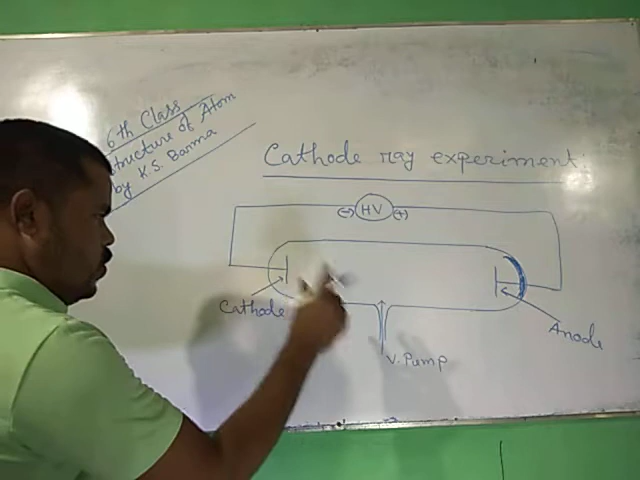 6th Class
Structure of Atom
by K.S. Barma
Cathode ray experiment:
(-) HV (+)
Cathode
Anode
V. Pump